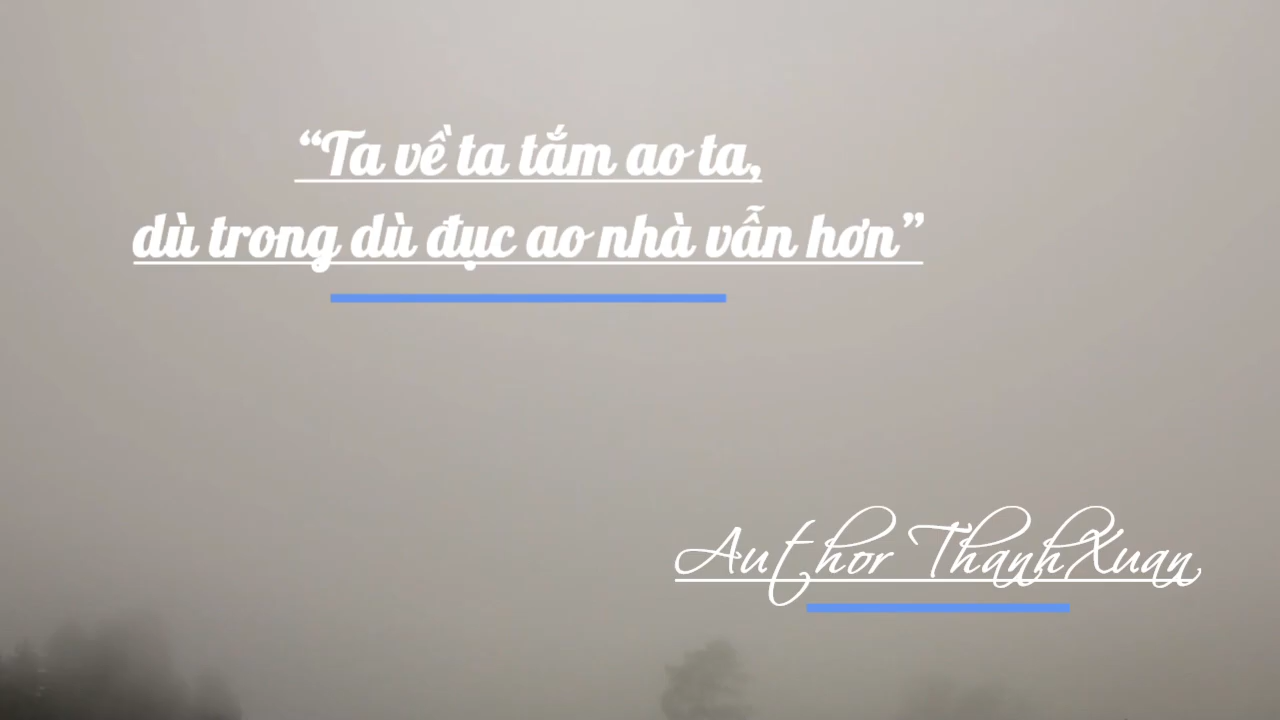 “Ta về ta tắm ao ta,
dù trong dù đục ao nhà vẫn hơn”
Author ThanhXuan